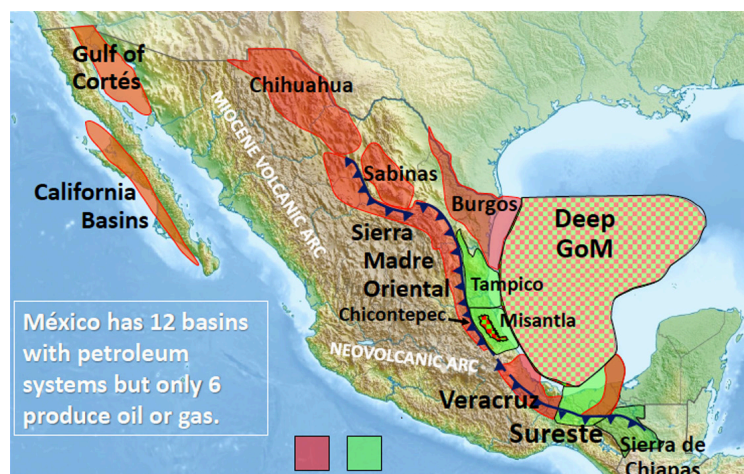 Gulf of
Cortés
Chihuahua
MIOCENE VOLCANIC ARC
Sabinas
California
Basins
Burgos
Deep
GoM
Sierra
Madre
Oriental
Tampico
Chicontepec
Misantla
México has 12 basins
with petroleum
systems but only 6
produce oil or gas.
NEOVOLCANIC ARC
Veracruz
Sureste
Sierra de
Chiapas